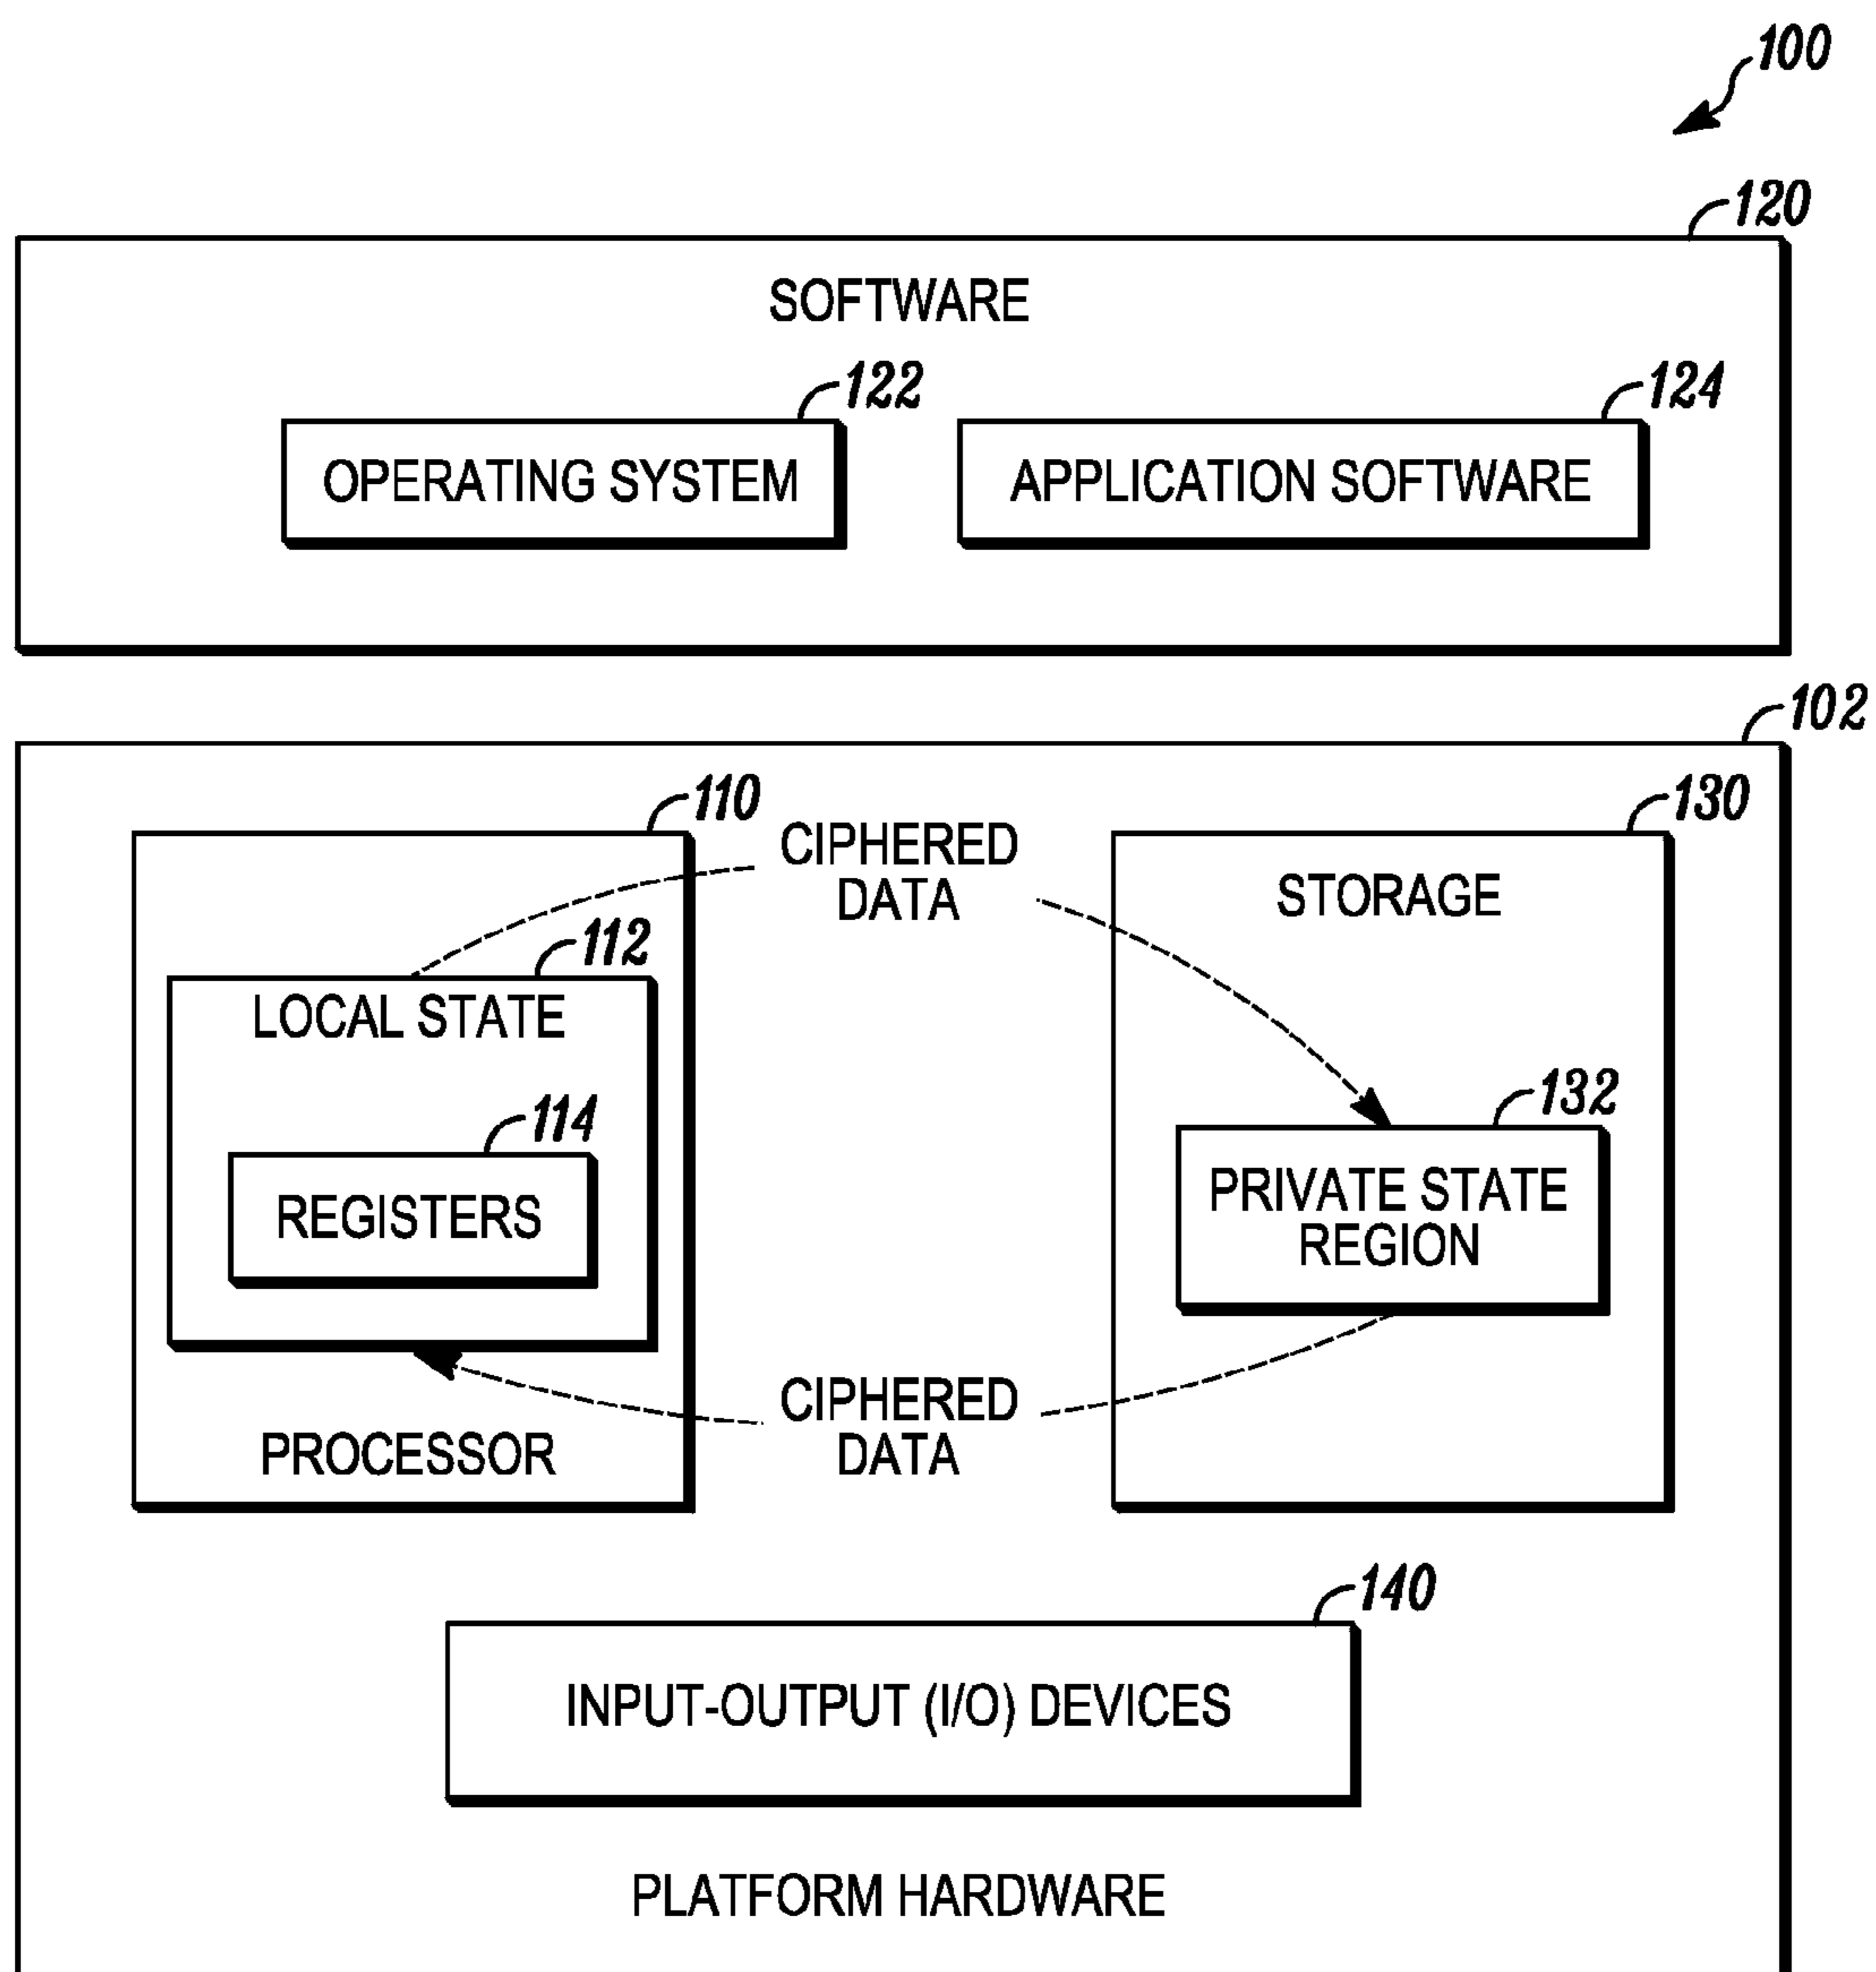 100
120
SOFTWARE
122
124
OPERATING SYSTEM
APPLICATION SOFTWARE
102
110
130
CIPHERED
DATA
STORAGE
112
LOCAL STATE
132
114
PRIVATE STATE
REGION
REGISTERS
CIPHERED
DATA
PROCESSOR
140
INPUT-OUTPUT (I/O) DEVICES
PLATFORM HARDWARE